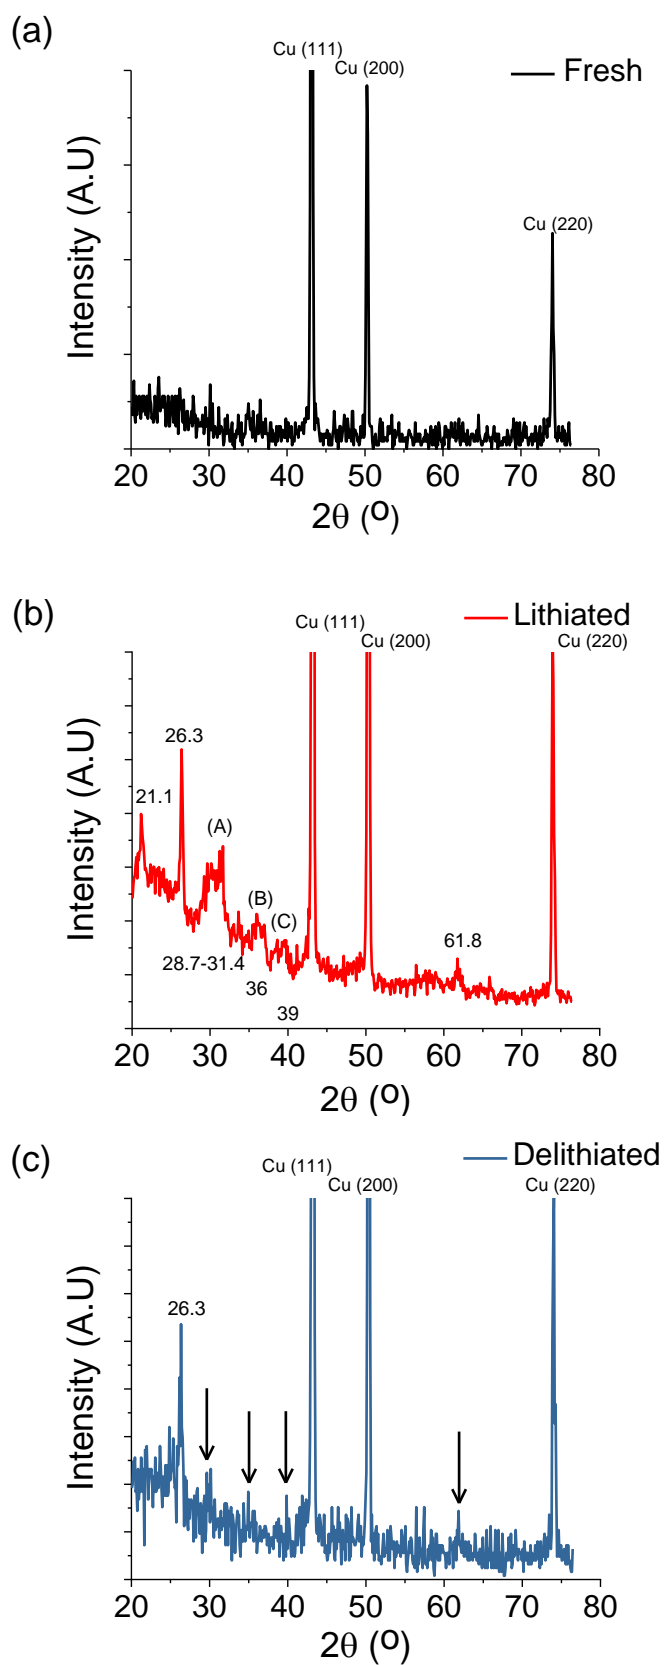 (a)
Cu (111)
Cu (200)
Fresh
Cu (220)
Intensity (A.U)
20 30 40 50 60 70 80
2θ (O)
(b)
Cu (111)
Lithiated
Cu (200)
Cu (220)
26.3
21.1
(A)
(B)
(C)
61.8
28.7-31.4
36
39
Intensity (A.U)
20 30 40 50 60 70 80
2θ (O)
(c)
Delithiated
Cu (111)
Cu (200)
Cu (220)
26.3
Intensity (A.U)
20 30 40 50 60 70 80
2θ (O)